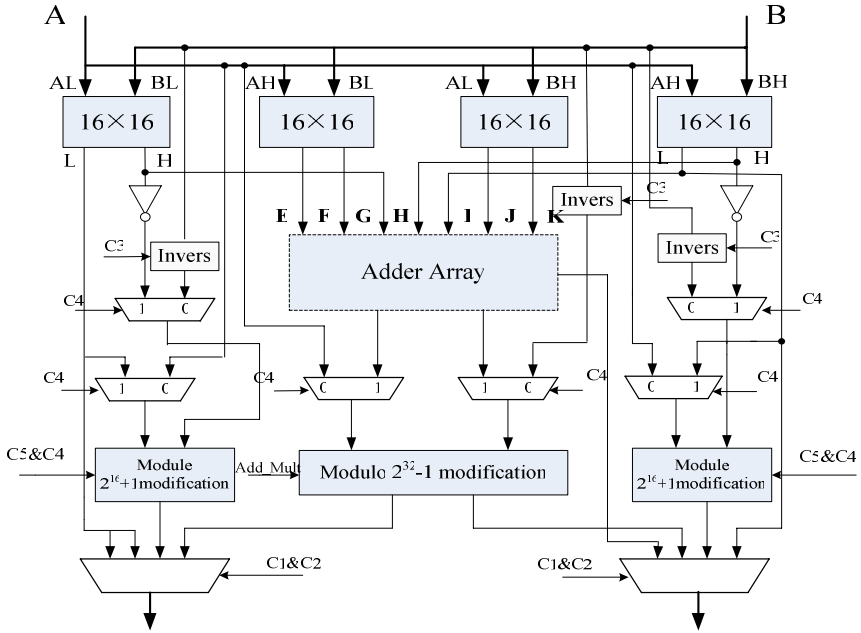 A B
AL BL AH BL AL BH AH BH
16×16 16×16 16×16 16×16
L H L H
E F G H I J K
Invers C3
C3 Invers Adder Array Invers C3
C4 1 0 0 1 C4
C4 1 0 C4 0 1 1 0 C4 0 1 C4
C5&C4 Module 2¹⁶+1modification Add_Mult Modulo 2³²-1 modification Module 2¹⁶+1modification C5&C4
C1&C2 C1&C2